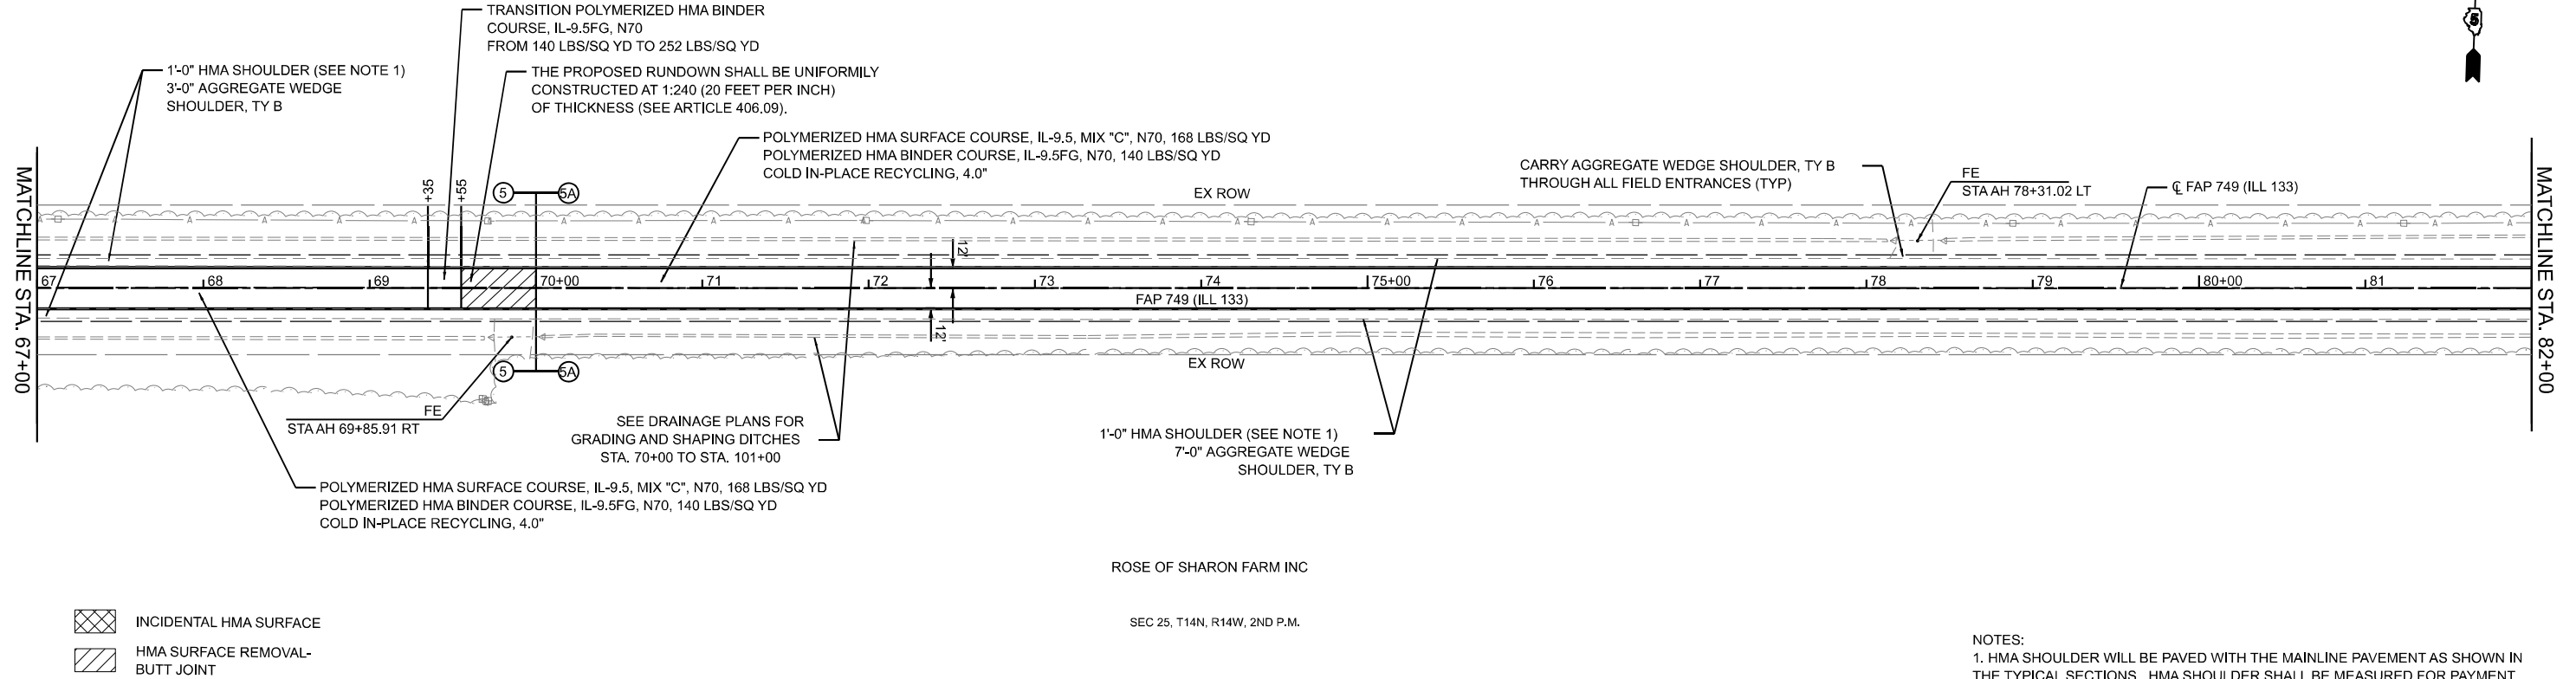 TRANSITION POLYMERIZED HMA BINDER
COURSE, IL-9.5FG, N70
FROM 140 LBS/SQ YD TO 252 LBS/SQ YD
5
1'-0" HMA SHOULDER (SEE NOTE 1)
3'-0" AGGREGATE WEDGE
SHOULDER, TY B
THE PROPOSED RUNDOWN SHALL BE UNIFORMILY
CONSTRUCTED AT 1:240 (20 FEET PER INCH)
OF THICKNESS (SEE ARTICLE 406.09).
POLYMERIZED HMA SURFACE COURSE, IL-9.5, MIX "C", N70, 168 LBS/SQ YD
POLYMERIZED HMA BINDER COURSE, IL-9.5FG, N70, 140 LBS/SQ YD
COLD IN-PLACE RECYCLING, 4.0"
CARRY AGGREGATE WEDGE SHOULDER, TY B
THROUGH ALL FIELD ENTRANCES (TYP)
FE
STA AH 78+31.02 LT
℄ FAP 749 (ILL 133)
MATCHLINE STA. 67+00
MATCHLINE STA. 82+00
+35
+55
5
5A
EX ROW
A A A A A A A A A A A A A A A A A A A A A A A A A A A A A A A A A
12'
67 68 69 70+00 71 72 73 74 75+00 76 77 78 79 80+00 81
FAP 749 (ILL 133)
12'
EX ROW
5
5A
FE
STA AH 69+85.91 RT
SEE DRAINAGE PLANS FOR
GRADING AND SHAPING DITCHES
STA. 70+00 TO STA. 101+00
1'-0" HMA SHOULDER (SEE NOTE 1)
7'-0" AGGREGATE WEDGE
SHOULDER, TY B
POLYMERIZED HMA SURFACE COURSE, IL-9.5, MIX "C", N70, 168 LBS/SQ YD
POLYMERIZED HMA BINDER COURSE, IL-9.5FG, N70, 140 LBS/SQ YD
COLD IN-PLACE RECYCLING, 4.0"
ROSE OF SHARON FARM INC
SEC 25, T14N, R14W, 2ND P.M.
INCIDENTAL HMA SURFACE
HMA SURFACE REMOVAL-
BUTT JOINT
NOTES:
1. HMA SHOULDER WILL BE PAVED WITH THE MAINLINE PAVEMENT AS SHOWN IN
THE TYPICAL SECTIONS. HMA SHOULDER SHALL BE MEASURED FOR PAYMENT